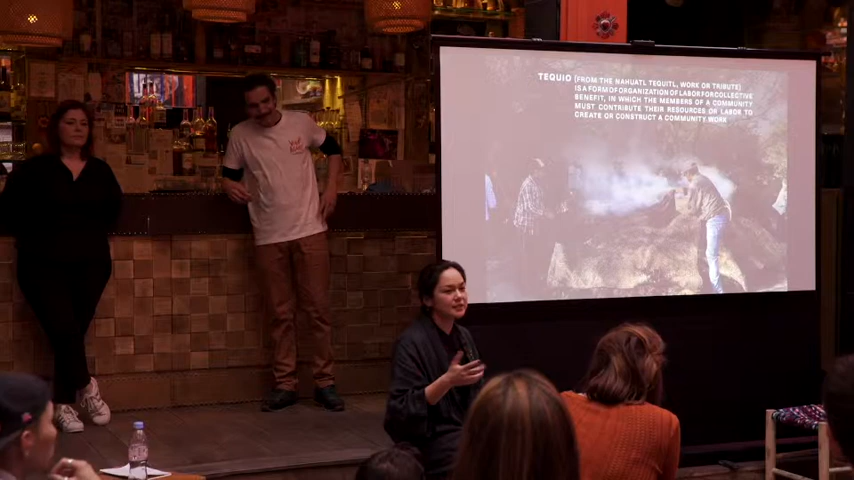 TEQUIO (FROM THE NAHUATL TEQUITL, WORK OR TRIBUTE)
IS A FORM OF ORGANIZATION OF LABOR FOR COLLECTIVE
BENEFIT, IN WHICH THE MEMBERS OF A COMMUNITY
MUST CONTRIBUTE THEIR RESOURCES OR LABOR TO
CREATE OR CONSTRUCT A COMMUNITY WORK